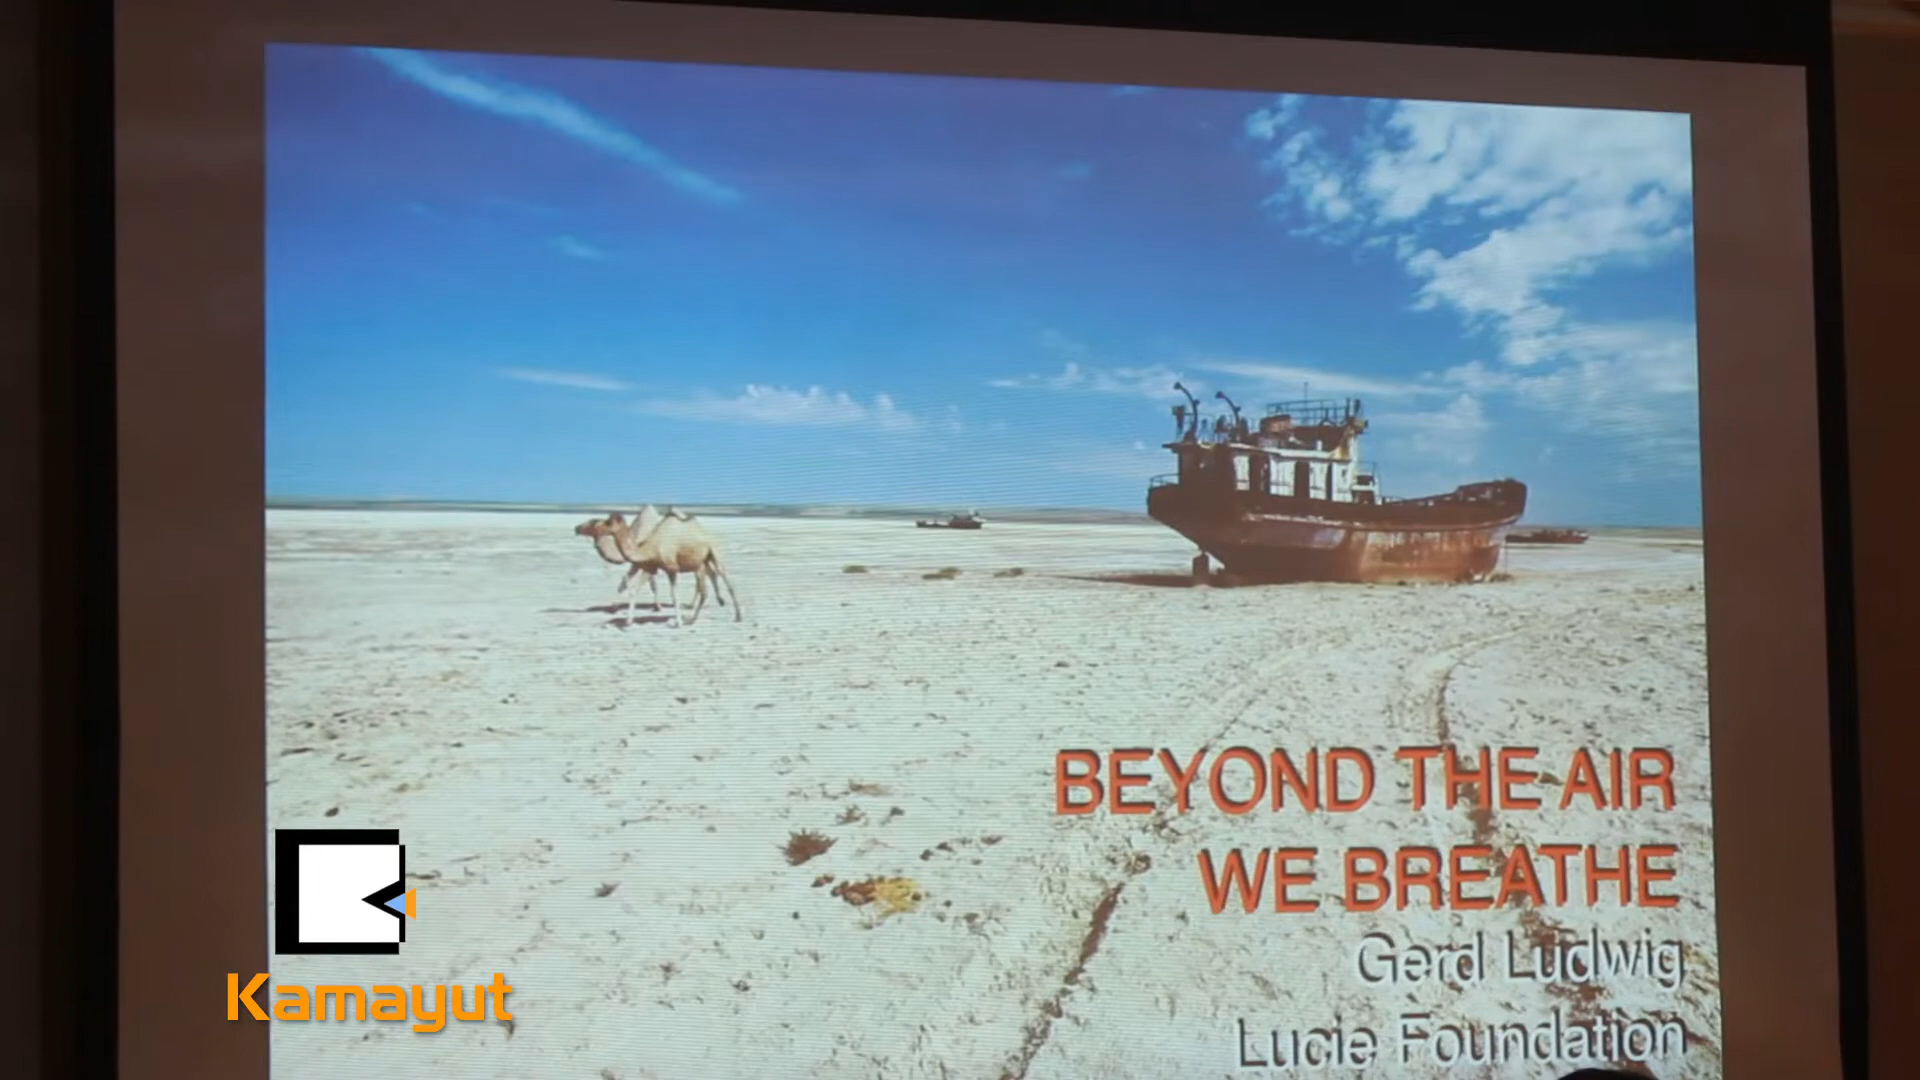 BEYOND THE AIR
WE BREATHE
Gerd Ludwig
Lucie Foundation
Kamayut